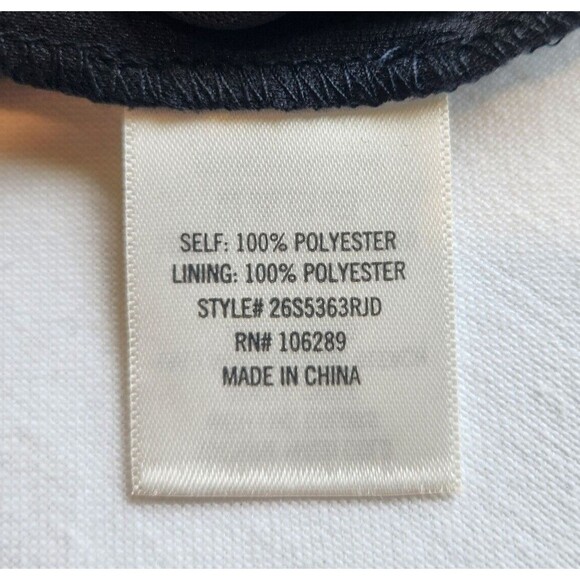 SELF: 100% POLYESTER
LINING: 100% POLYESTER
STYLE# 26S5363RJD
RN# 106289
MADE IN CHINA